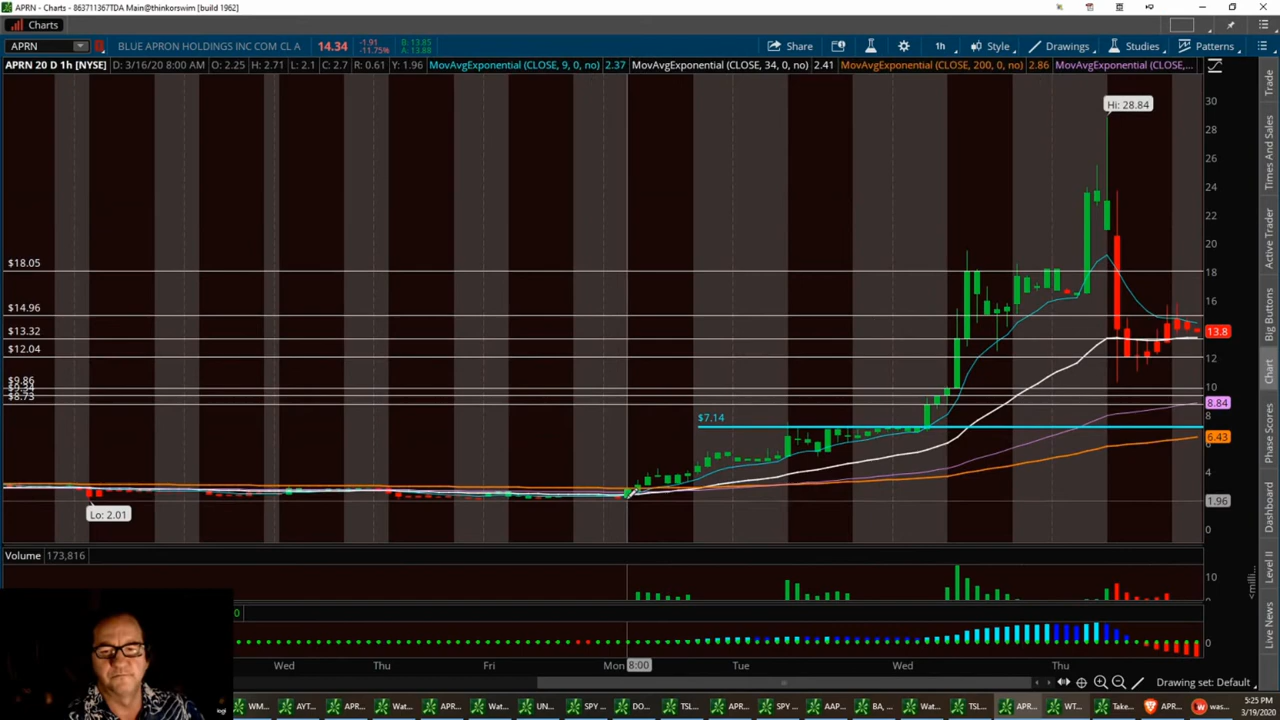 APRN - Charts - 863711367TDA Main@thinkorswim [build 1962]
Charts
APRN
BLUE APRON HOLDINGS INC COM CL A
14.34
-1.91
-11.75%
B: 13.85
A: 13.88
Share
1h
Style
Drawings
Studies
Patterns
APRN 20 D 1h [NYSE]
D: 3/16/20 8:00 AM
O: 2.25
H: 2.71
L: 2.1
C: 2.7
R: 0.61
Y: 1.96
MovAvgExponential (CLOSE, 9, 0, no)
2.37
MovAvgExponential (CLOSE, 34, 0, no)
2.41
MovAvgExponential (CLOSE, 200, 0, no)
2.86
MovAvgExponential (CLOSE,...
Hi: 28.84
30
28
26
24
22
20
18
16
13.8
12
10
8.84
8
6.43
4
1.96
0
$18.05
$14.96
$13.32
$12.04
$9.86
$8.73
$7.14
Lo: 2.01
Trade
Times And Sales
Active Trader
Big Buttons
Chart
Phase Scores
Dashboard
Level II
Live News
Volume
173,816
10
0
Wed
Thu
Fri
Mon
8:00
Tue
Wed
Thu
Drawing set: Default
WM...
AYT...
APR...
Wat...
APR...
Wat...
UN...
SPY ...
DO...
TSL...
APR...
SPY ...
AAP...
BA, ...
Wat...
TSL...
APR...
WT...
Take...
APR...
was...
5:25 PM
3/19/2020